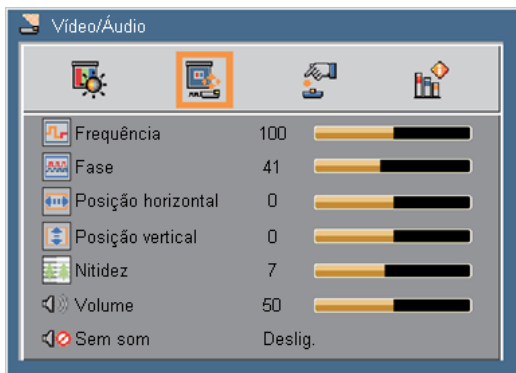 Vídeo/Áudio
Frequência 100
Fase 41
Posição horizontal 0
Posição vertical 0
Nitidez 7
Volume 50
Sem som Deslig.